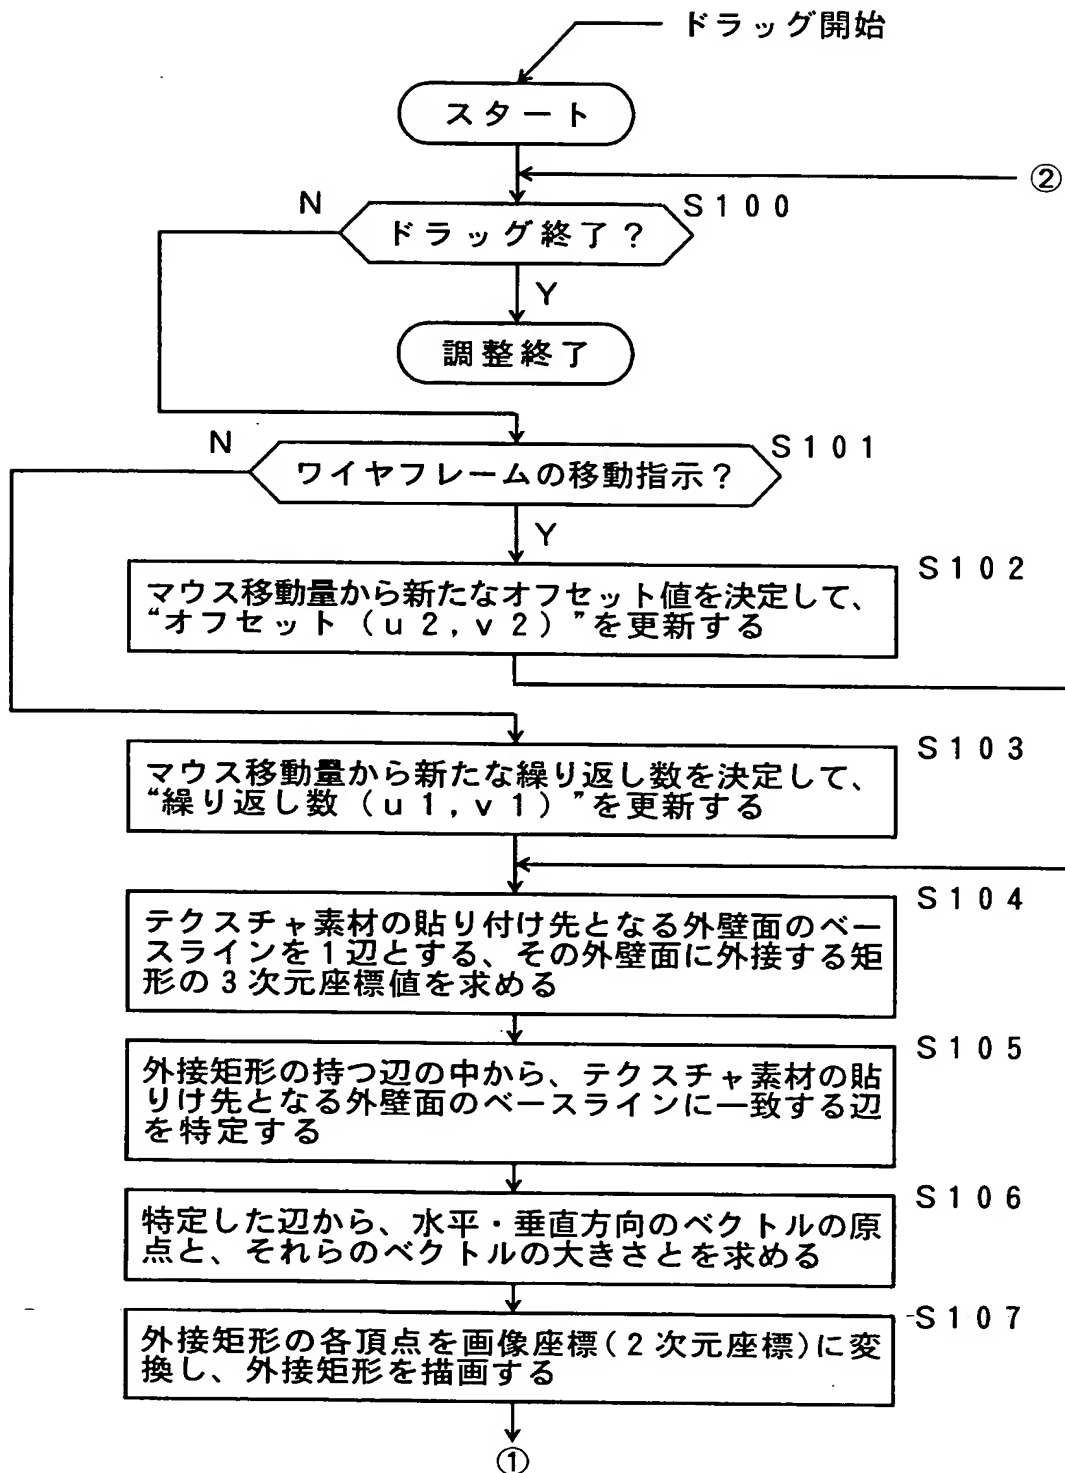 ドラッグ開始
スタート
②
N
S100
ドラッグ終了?
Y
調整終了
N
S101
ワイヤフレームの移動指示?
Y
S102
マウス移動量から新たなオフセット値を決定して、
“オフセット(u2,v2)”を更新する
S103
マウス移動量から新たな繰り返し数を決定して、
“繰り返し数(u1,v1)”を更新する
S104
テクスチャ素材の貼り付け先となる外壁面のベー
スラインを1辺とする、その外壁面に外接する矩
形の3次元座標値を求める
S105
外接矩形の持つ辺の中から、テクスチャ素材の貼
りけ先となる外壁面のベースラインに一致する辺
を特定する
S106
特定した辺から、水平・垂直方向のベクトルの原
点と、それらのベクトルの大きさとを求める
S107
外接矩形の各頂点を画像座標(2次元座標)に変
換し、外接矩形を描画する
①